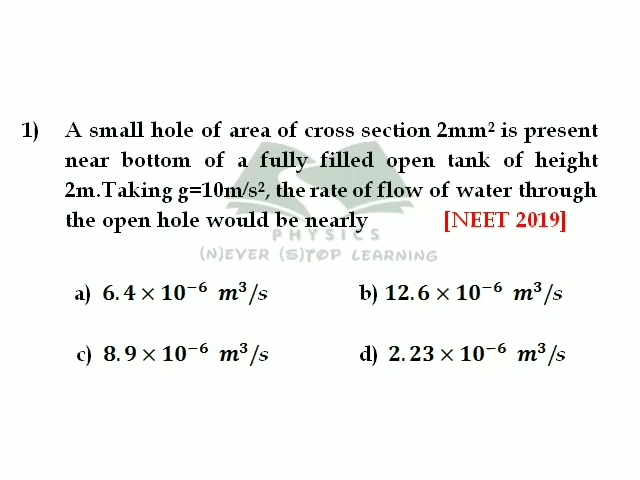 1) A small hole of area of cross section 2mm² is present
near bottom of a fully filled open tank of height
2m.Taking g=10m/s², the rate of flow of water through
the open hole would be nearly [NEET 2019]
PHYSICS
(N)EVER (S)TOP LEARNING
a) 6.4 × 10⁻⁶ m³/s b) 12.6 × 10⁻⁶ m³/s
c) 8.9 × 10⁻⁶ m³/s d) 2.23 × 10⁻⁶ m³/s